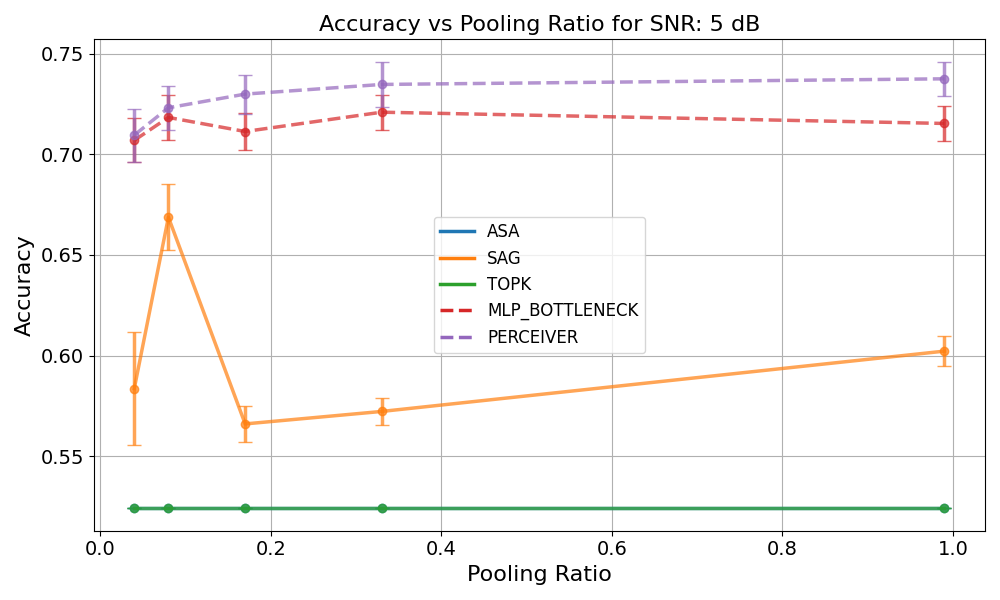 Accuracy vs Pooling Ratio for SNR: 5 dB
Accuracy
0.75
0.70
0.65
0.60
0.55
ASA
SAG
TOPK
MLP_BOTTLENECK
PERCEIVER
0.0 0.2 0.4 0.6 0.8 1.0
Pooling Ratio